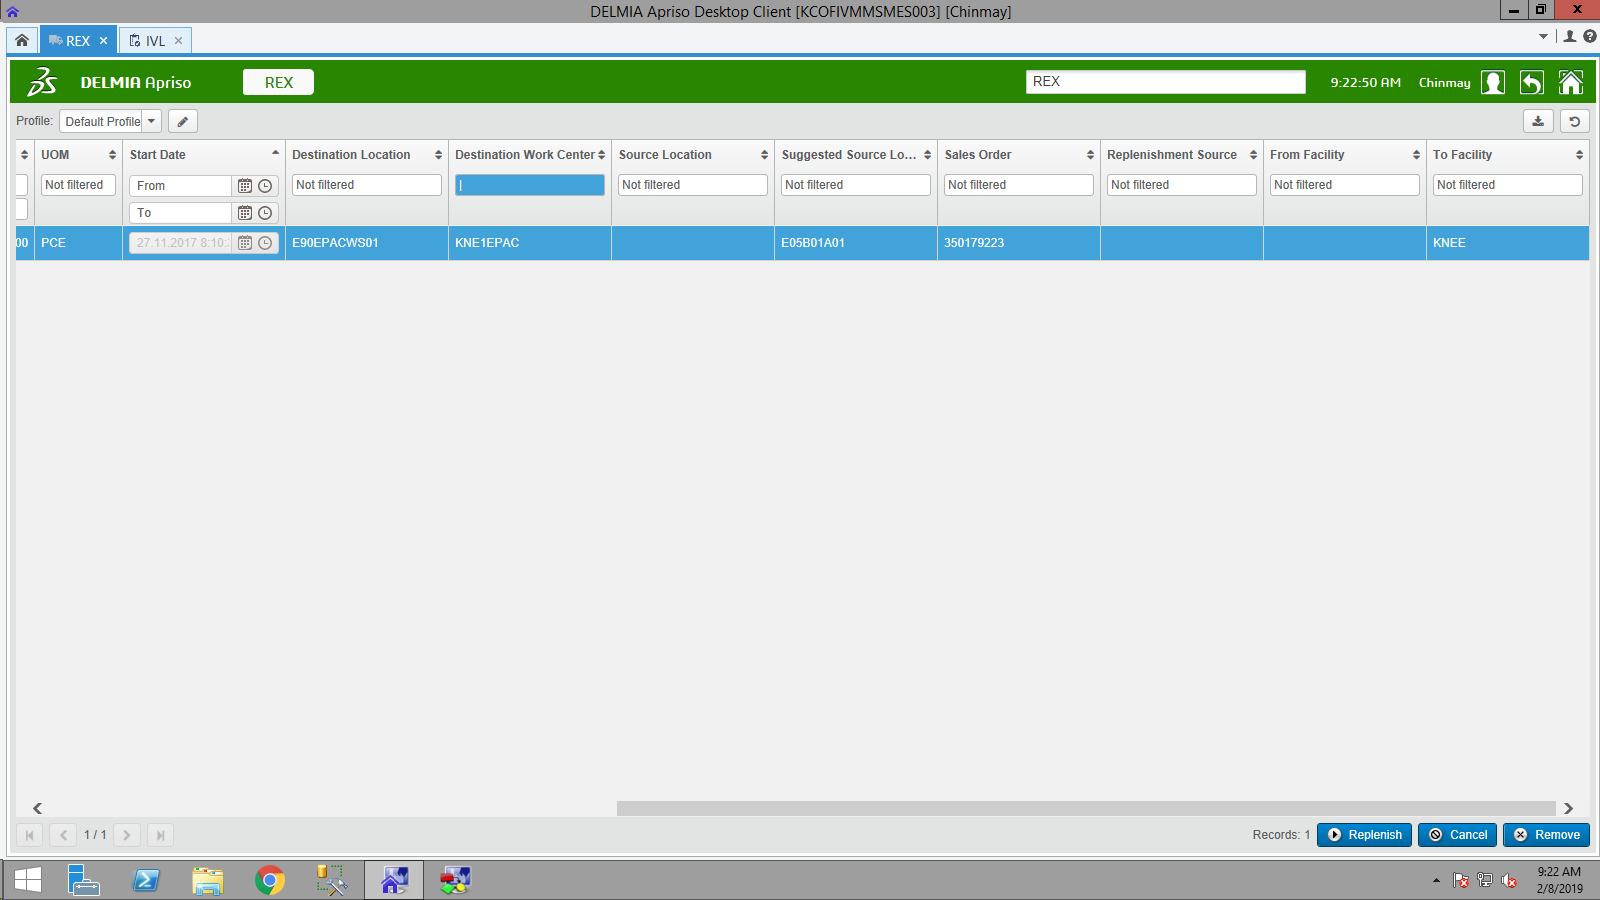 DELMIA Apriso Desktop Client [KCOFIVMMSMES003] [Chinmay]
REX
IVL
DELMIA Apriso
REX
REX
9:22:50 AM
Chinmay
Profile:
Default Profile
UOM
Start Date
Destination Location
Destination Work Center
Source Location
Suggested Source Lo...
Sales Order
Replenishment Source
From Facility
To Facility
Not filtered
From
Not filtered
Not filtered
Not filtered
Not filtered
Not filtered
Not filtered
Not filtered
To
00
PCE
27.11.2017 8:10:
E90EPACWS01
KNE1EPAC
E05B01A01
350179223
KNEE
1 / 1
Records: 1
Replenish
Cancel
Remove
9:22 AM
2/8/2019